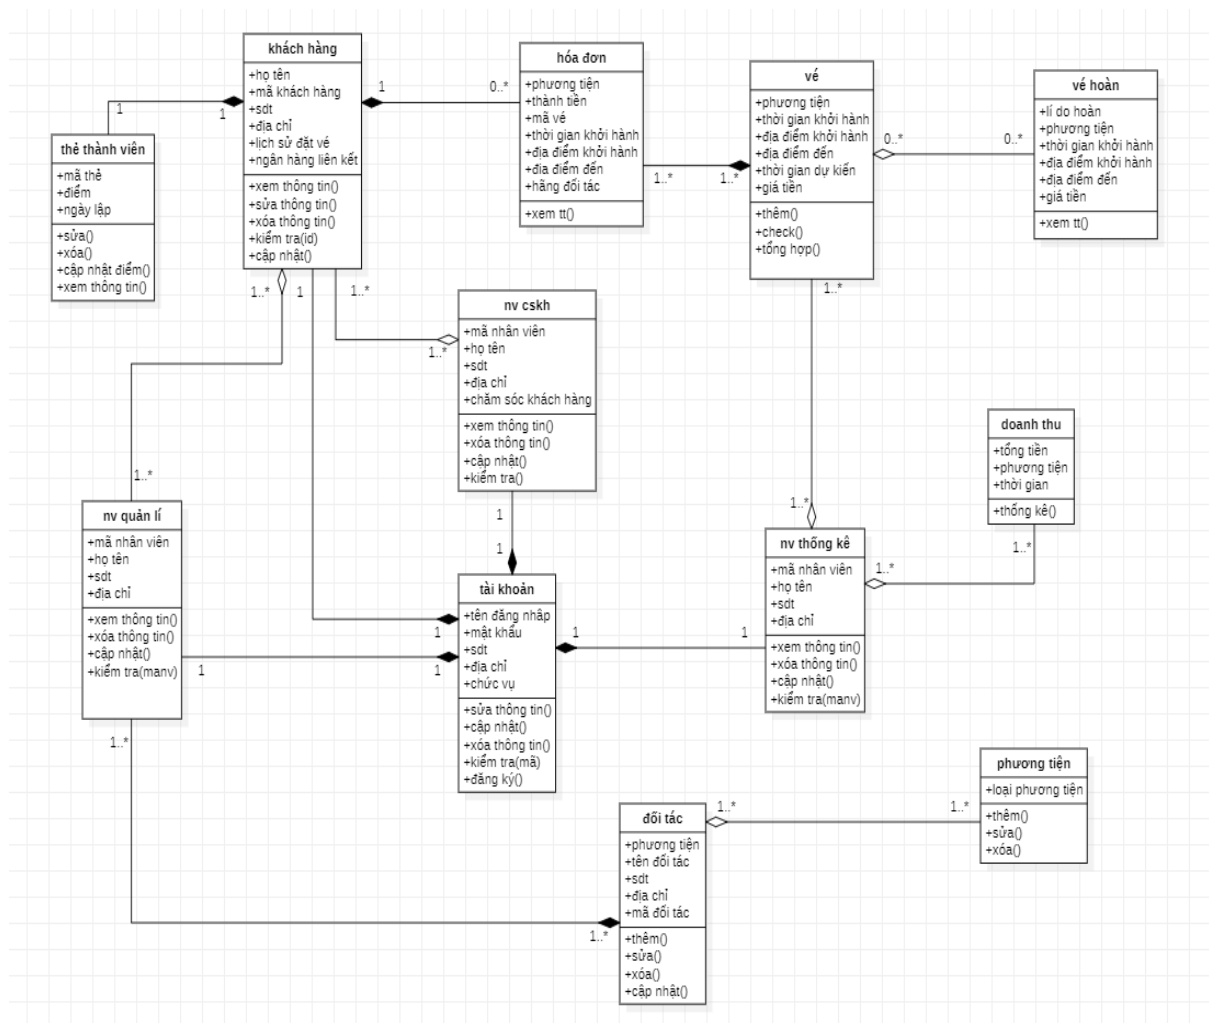 khách hàng
+họ tên
+mã khách hàng
+sdt
+địa chỉ
+lịch sử đặt vé
+ngân hàng liên kết
+xem thông tin()
+sửa thông tin()
+xóa thông tin()
+kiểm tra(id)
+cập nhật()
1
0..*
hóa đơn
+phương tiện
+thành tiền
+mã vé
+thời gian khởi hành
+địa điểm khởi hành
+địa điểm đến
+hãng đối tác
+xem tt()
1..*
1..*
vé
+phương tiện
+thời gian khởi hành
+địa điểm khởi hành
+địa điểm đến
+thời gian dự kiến
+giá tiền
+thêm()
+check()
+tổng hợp()
0..*
0..*
vé hoàn
+lí do hoàn
+phương tiện
+thời gian khởi hành
+địa điểm khởi hành
+địa điểm đến
+giá tiền
+xem tt()
1
1
thẻ thành viên
+mã thẻ
+điểm
+ngày lập
+sửa()
+xóa()
+cập nhật điểm()
+xem thông tin()
1..*
1
1..*
1..*
1..*
nv cskh
+mã nhân viên
+họ tên
+sdt
+địa chỉ
+chăm sóc khách hàng
+xem thông tin()
+xóa thông tin()
+cập nhật()
+kiểm tra()
doanh thu
+tổng tiền
+phương tiện
+thời gian
+thống kê()
1..*
1..*
nv quản lí
+mã nhân viên
+họ tên
+sdt
+địa chỉ
+xem thông tin()
+xóa thông tin()
+cập nhật()
+kiểm tra(manv)
1
1
1..*
nv thống kê
+mã nhân viên
+họ tên
+sdt
+địa chỉ
+xem thông tin()
+xóa thông tin()
+cập nhật()
+kiểm tra(manv)
1..*
tài khoản
+tên đăng nhập
+mật khẩu
+sdt
+địa chỉ
+chức vụ
+sửa thông tin()
+cập nhật()
+xóa thông tin()
+kiểm tra(mã)
+đăng ký()
1
1
1
1
1
1..*
phương tiện
+loại phương tiện
+thêm()
+sửa()
+xóa()
1..*
1..*
đối tác
+phương tiện
+tên đối tác
+sdt
+địa chỉ
+mã đối tác
+thêm()
+sửa()
+xóa()
+cập nhật()
1..*